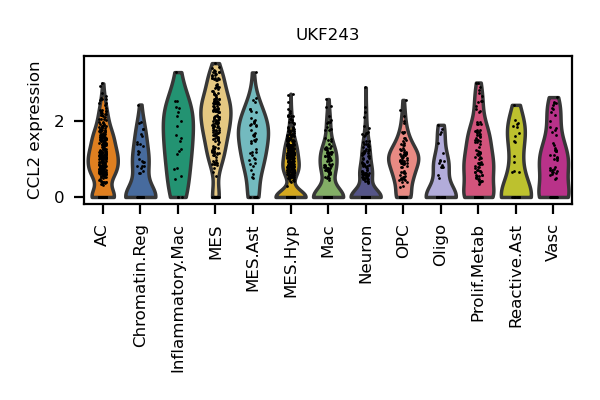 UKF243
CCL2 expression
2
0
AC
Chromatin.Reg
Inflammatory.Mac
MES
MES.Ast
MES.Hyp
Mac
Neuron
OPC
Oligo
Prolif.Metab
Reactive.Ast
Vasc